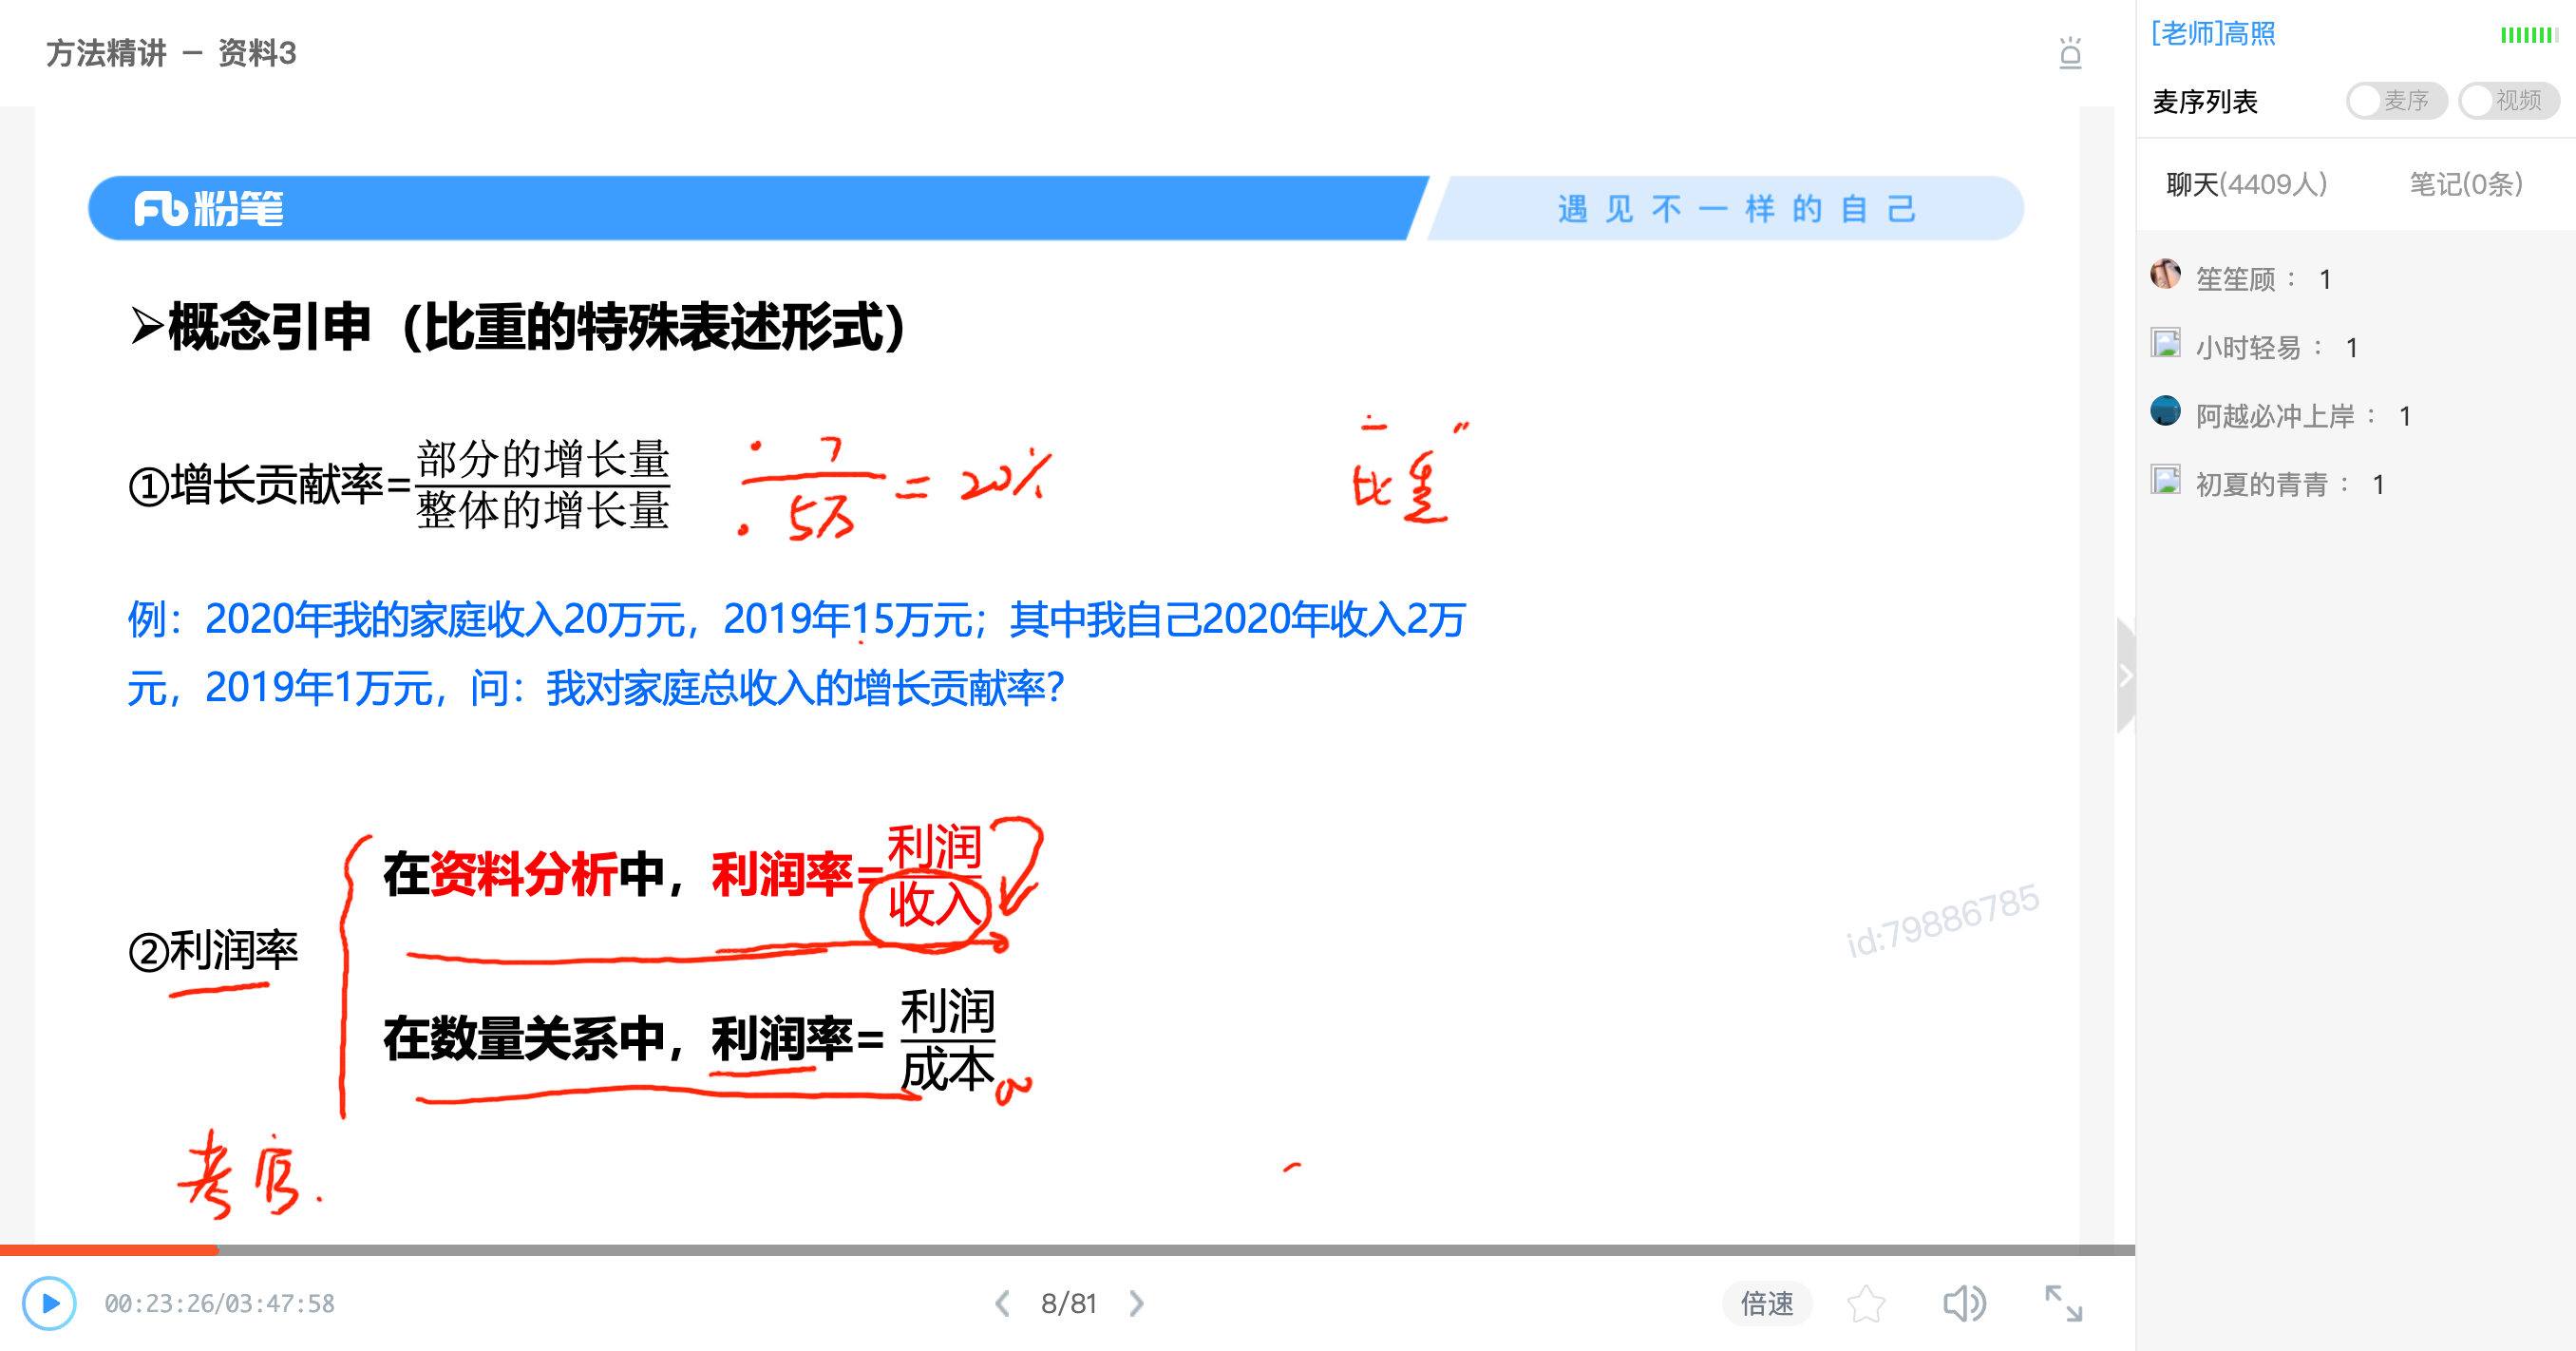 方法精讲 – 资料3
粉笔
遇见不一样的自己
➢概念引申（比重的特殊表述形式）
①增长贡献率=部分的增长量/整体的增长量
5万 = 20%
比重
例：2020年我的家庭收入20万元，2019年15万元；其中我自己2020年收入2万
元，2019年1万元，问：我对家庭总收入的增长贡献率？
②利润率
在资料分析中，利润率=利润/收入
在数量关系中，利润率=利润/成本
id:79886785
00:23:26/03:47:58
8/81
倍速
[老师]高照
麦序列表
麦序
视频
聊天(4409人)
笔记(0条)
笙笙顾： 1
小时轻易： 1
阿越必冲上岸： 1
初夏的青青： 1